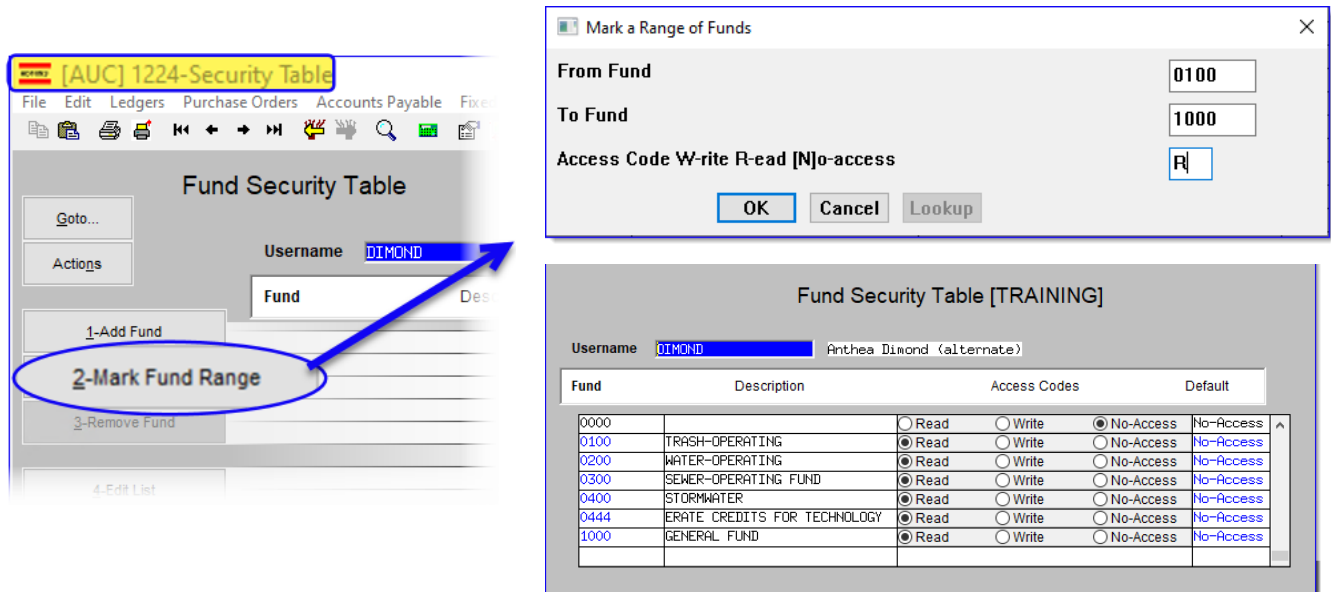 [AUC] 1224-Security Table
File Edit Ledgers Purchase Orders Accounts Payable Fixe
Fund Security Table
Goto...
Actions
Username DIMOND
Fund Des
1-Add Fund
2-Mark Fund Range
3-Remove Fund
4-Edit List
Mark a Range of Funds
From Fund 0100
To Fund 1000
Access Code W-rite R-ead [N]o-access R
OK Cancel Lookup
Fund Security Table [TRAINING]
Username DIMOND Anthea Dimond (alternate)
Fund Description Access Codes Default
0000 Read Write No-Access No-Access
0100 TRASH-OPERATING Read Write No-Access No-Access
0200 WATER-OPERATING Read Write No-Access No-Access
0300 SEWER-OPERATING FUND Read Write No-Access No-Access
0400 STORMWATER Read Write No-Access No-Access
0444 ERATE CREDITS FOR TECHNOLOGY Read Write No-Access No-Access
1000 GENERAL FUND Read Write No-Access No-Access